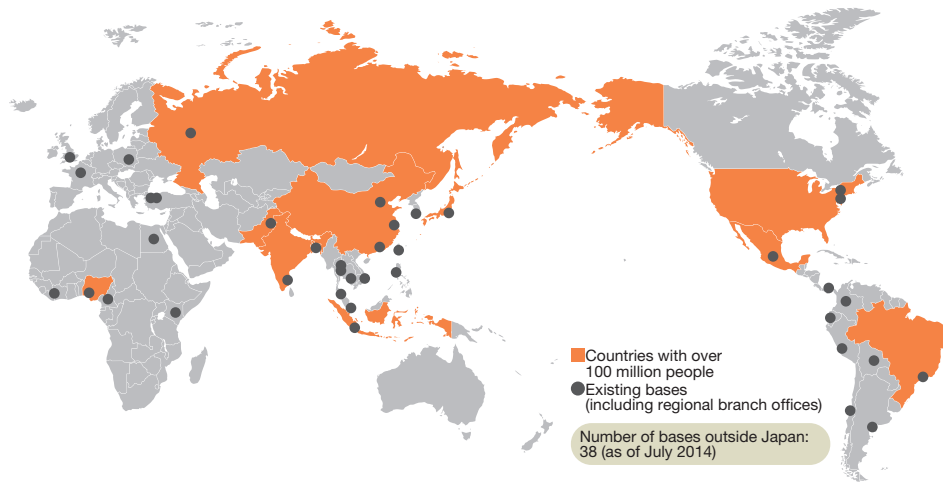 Countries with over
100 million people
Existing bases
(including regional branch offices)
Number of bases outside Japan:
38 (as of July 2014)